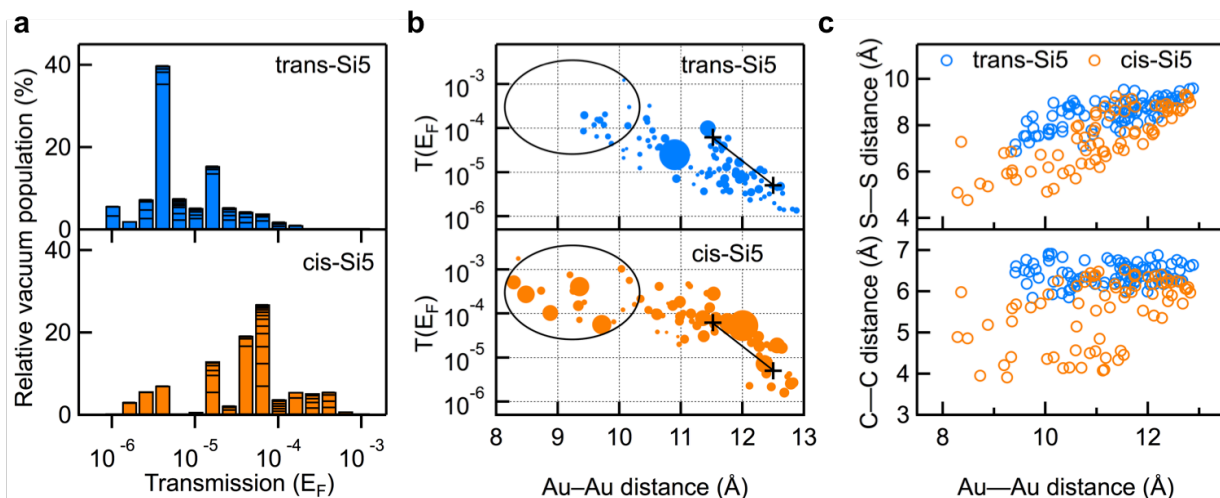 a
Relative vacuum population (%)
40
20
0
trans-Si5
40
20
0
cis-Si5
10⁻⁶ 10⁻⁵ 10⁻⁴ 10⁻³
Transmission (E_F)
b
T(E_F)
10⁻³
10⁻⁴
10⁻⁵
10⁻⁶
trans-Si5
T(E_F)
10⁻³
10⁻⁴
10⁻⁵
10⁻⁶
cis-Si5
8 9 10 11 12 13
Au–Au distance (Å)
c
trans-Si5 cis-Si5
S—S distance (Å)
10
8
6
4
C—C distance (Å)
7
6
5
4
3
8 10 12
Au—Au distance (Å)